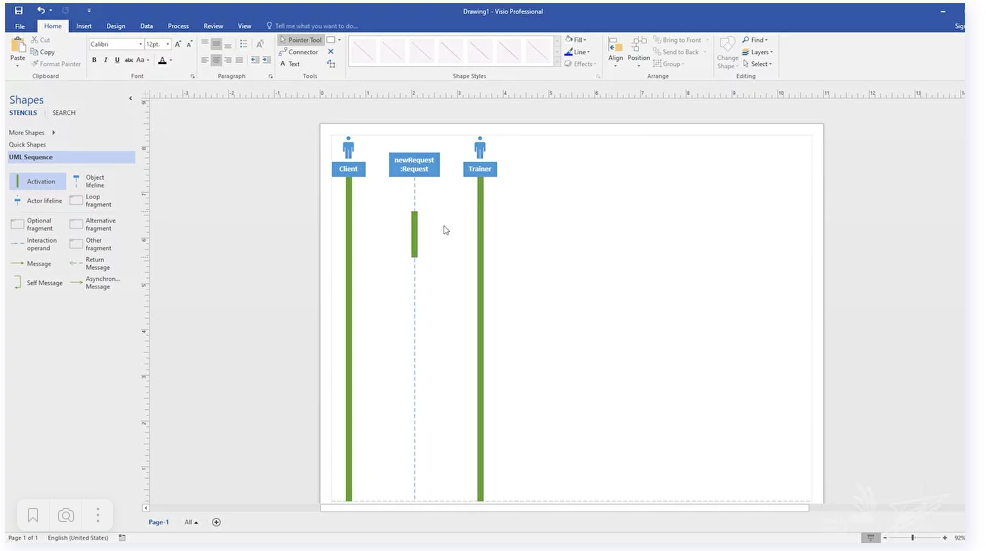 Drawing1 - Visio Professional
File Home Insert Design Data Process Review View Tell me what you want to do...
Sign
Paste
Cut
Copy
Format Painter
Clipboard
Calibri 12pt.
B I U abc Aa A
Font
Paragraph
Pointer Tool
Connector
A Text
Tools
Shape Styles
Fill
Line
Effects
Align
Position
Bring to Front
Send to Back
Group
Arrange
Change
Shape
Find
Layers
Select
Editing
Shapes
STENCILS SEARCH
More Shapes
Quick Shapes
UML Sequence
Activation
Object
lifeline
Actor lifeline
Loop
fragment
Optional
fragment
Alternative
fragment
Interaction
operand
Other
fragment
Message
Return
Message
Self Message
Asynchron...
Message
Client
newRequest
:Request
Trainer
Page-1 All
Page 1 of 1 English (United States)
92%